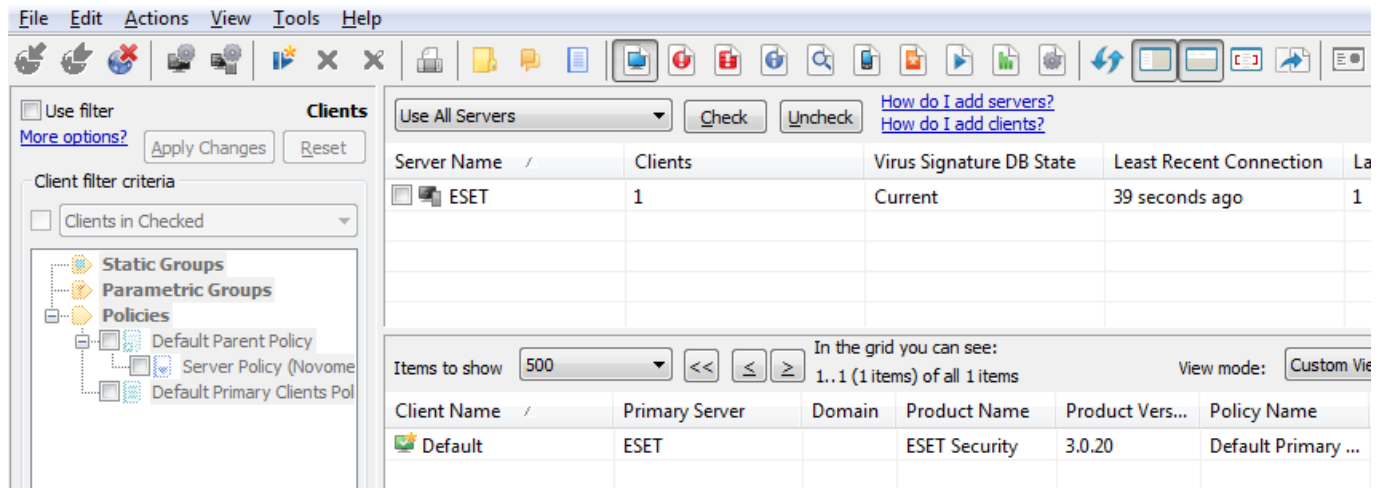 File Edit Actions View Tools Help
Use filter Clients
More options? Apply Changes Reset
Client filter criteria
Clients in Checked
Static Groups
Parametric Groups
Policies
Default Parent Policy
Server Policy (Novome
Default Primary Clients Pol
Use All Servers Check Uncheck
How do I add servers?
How do I add clients?
Server Name Clients Virus Signature DB State Least Recent Connection La
ESET 1 Current 39 seconds ago 1
Items to show 500 << < >
In the grid you can see:
1..1 (1 items) of all 1 items
View mode: Custom Vie
Client Name Primary Server Domain Product Name Product Vers... Policy Name
Default ESET ESET Security 3.0.20 Default Primary ...